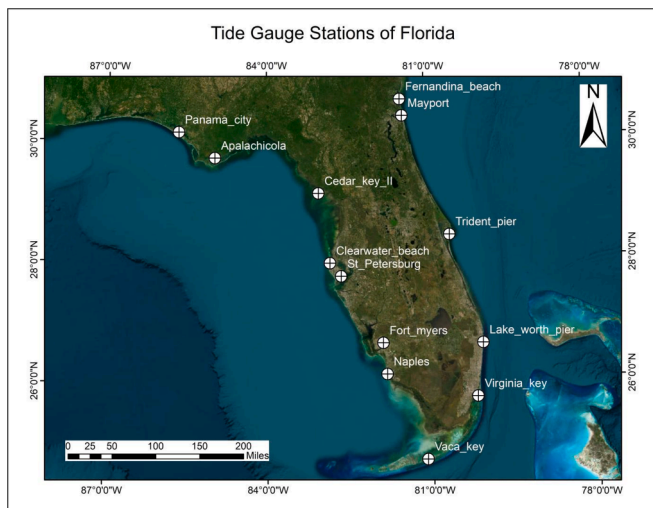 Tide Gauge Stations of Florida
87°0'0"W 84°0'0"W 81°0'0"W 78°0'0"W
Fernandina_beach
N
Mayport
Panama_city
30°0'0"N
30°0'0"N
Apalachicola
Cedar_key_II
Trident_pier
28°0'0"N
Clearwater_beach
28°0'0"N
St_Petersburg
Fort_myers
Lake_worth_pier
Naples
26°0'0"N
26°0'0"N
Virginia_key
Vaca_key
0 25 50 100 150 200
Miles
87°0'0"W 84°0'0"W 81°0'0"W 78°0'0"W